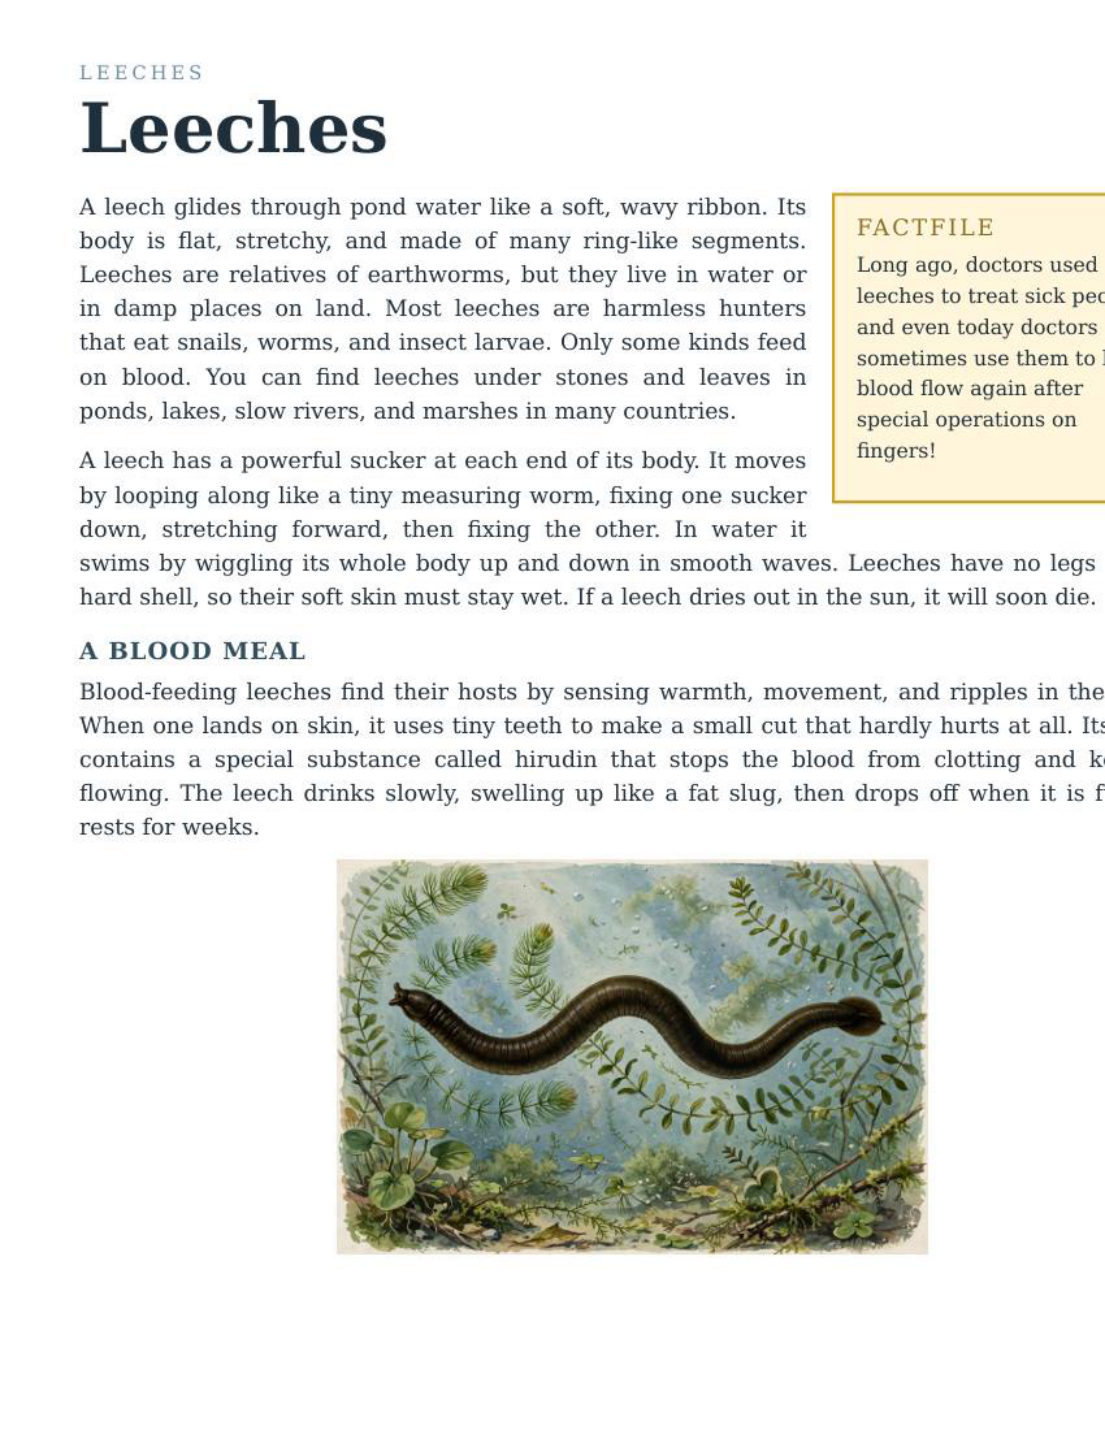 LEECHES
Leeches
A leech glides through pond water like a soft, wavy ribbon. Its
body is flat, stretchy, and made of many ring-like segments.
Leeches are relatives of earthworms, but they live in water or
in damp places on land. Most leeches are harmless hunters
that eat snails, worms, and insect larvae. Only some kinds feed
on blood. You can find leeches under stones and leaves in
ponds, lakes, slow rivers, and marshes in many countries.
FACTFILE
Long ago, doctors used
leeches to treat sick
and even today doctors
sometimes use them to
blood flow again after
special operations on
fingers!
A leech has a powerful sucker at each end of its body. It moves
by looping along like a tiny measuring worm, fixing one sucker
down, stretching forward, then fixing the other. In water it
swims by wiggling its whole body up and down in smooth waves. Leeches have no legs
hard shell, so their soft skin must stay wet. If a leech dries out in the sun, it will soon die.
A BLOOD MEAL
Blood-feeding leeches find their hosts by sensing warmth, movement, and ripples in the
When one lands on skin, it uses tiny teeth to make a small cut that hardly hurts at all. Its
contains a special substance called hirudin that stops the blood from clotting and
flowing. The leech drinks slowly, swelling up like a fat slug, then drops off when it is
rests for weeks.